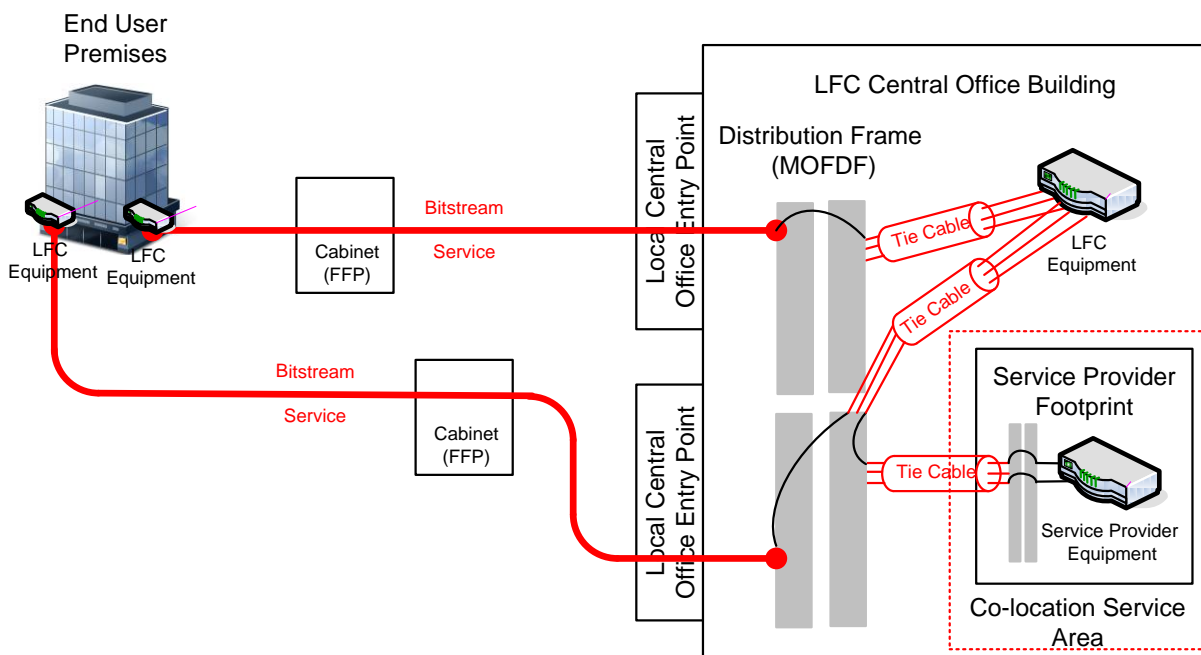 End User
Premises
LFC
Equipment
LFC
Equipment
Cabinet
(FFP)
Bitstream
Service
Bitstream
Service
Cabinet
(FFP)
Local Central
Office Entry Point
Local Central
Office Entry Point
LFC Central Office Building
Distribution Frame
(MOFDF)
Tie Cable
LFC
Equipment
Tie Cable
Tie Cable
Service Provider
Footprint
Service Provider
Equipment
Co-location Service
Area